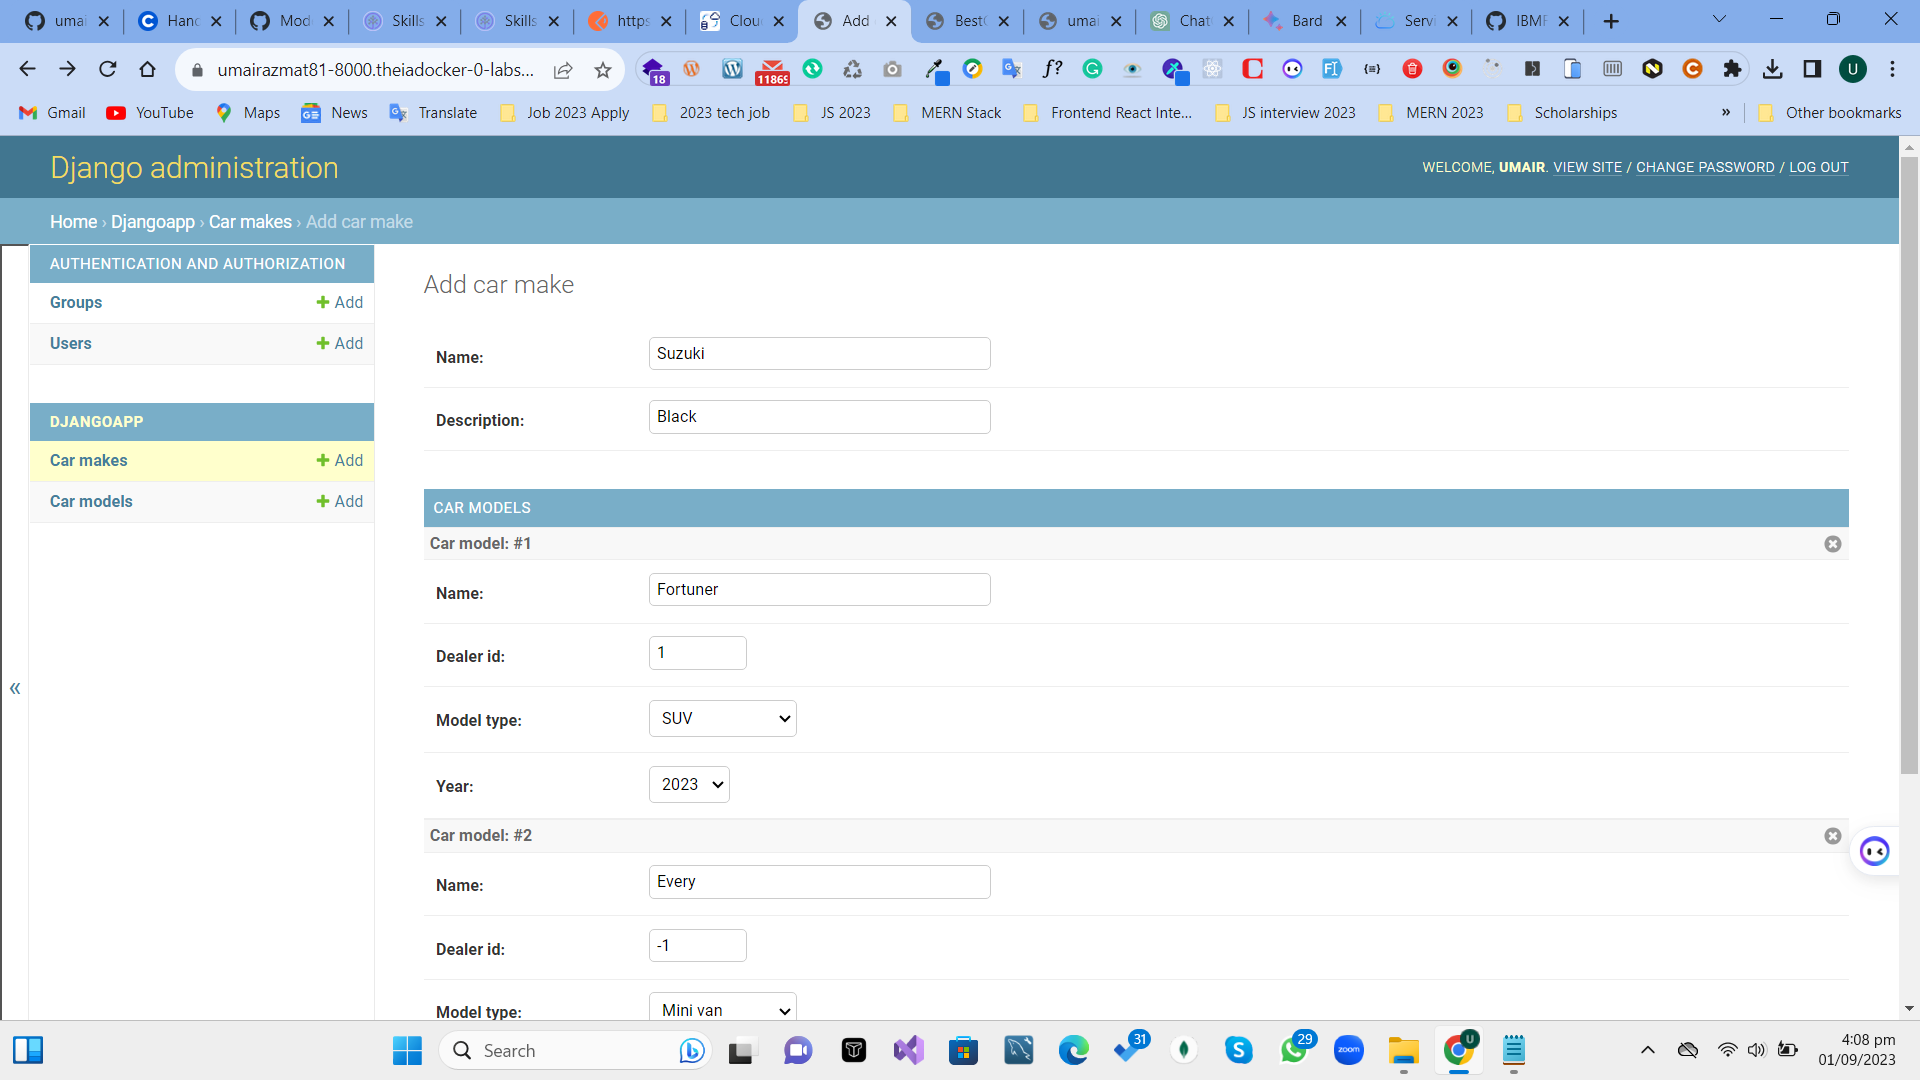 umai
Hanc
Mod
Skills
Skills
https
Clou
Add
Best
umai
Chat
Bard
Servi
IBMF
umairazmat81-8000.theiadocker-0-labs...
18
11865
f?
Gmail
YouTube
Maps
News
Translate
Job 2023 Apply
2023 tech job
JS 2023
MERN Stack
Frontend React Inte...
JS interview 2023
MERN 2023
Scholarships
»
Other bookmarks
U
Django administration
WELCOME, UMAIR. VIEW SITE / CHANGE PASSWORD / LOG OUT
Home › Djangoapp › Car makes › Add car make
AUTHENTICATION AND AUTHORIZATION
Groups
Add
Users
Add
DJANGOAPP
Car makes
Add
Car models
Add
«
Add car make
Name:
Suzuki
Description:
Black
CAR MODELS
Car model: #1
Name:
Fortuner
Dealer id:
1
Model type:
SUV
Year:
2023
Car model: #2
Name:
Every
Dealer id:
-1
Model type:
Mini van
Search
31
29
zoom
U
4:08 pm
01/09/2023